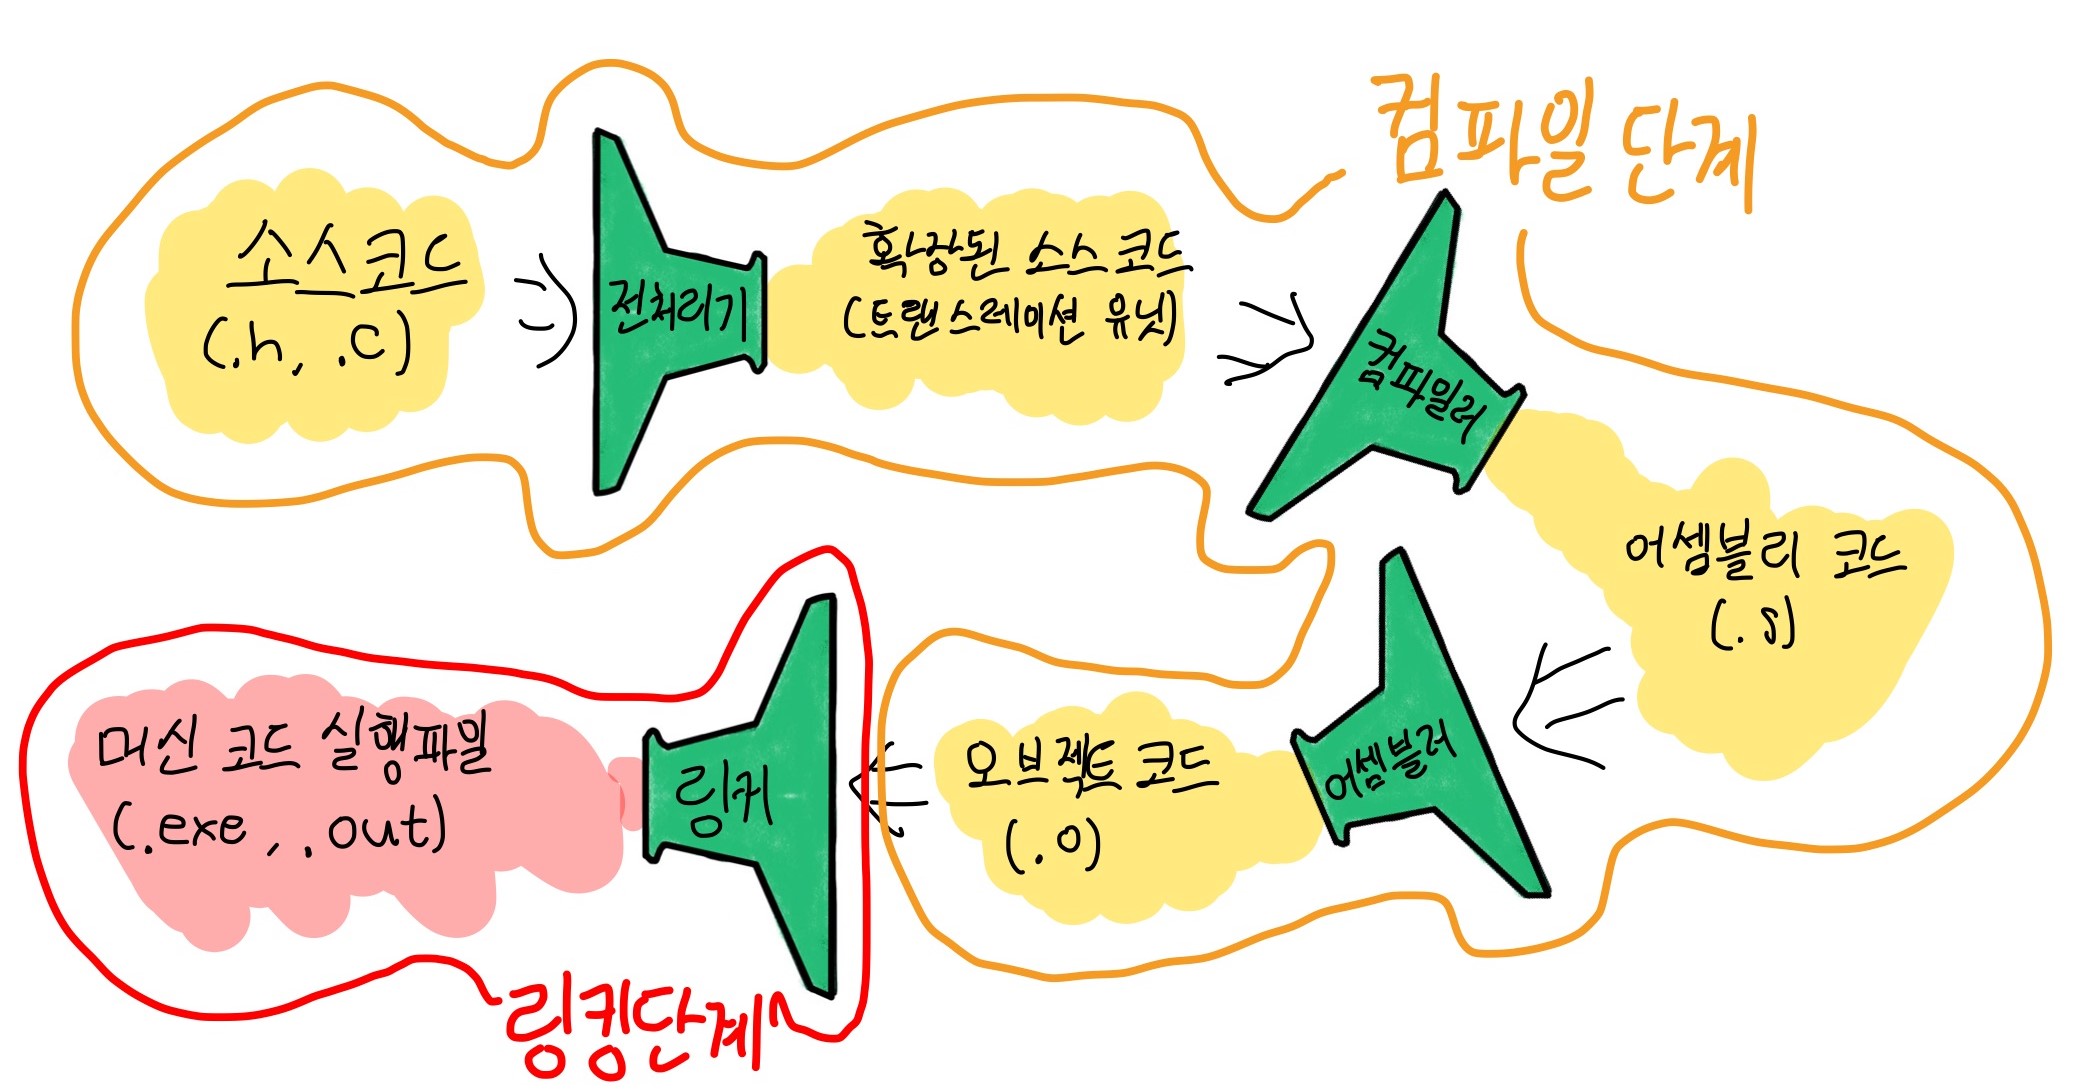 컴파일 단계
소스코드
(.h, .c)
전처리기
확장된 소스 코드
(트랜스레이션 유닛)
컴파일러
어셈블리 코드
(.s)
어셈블러
오브젝트 코드
(.o)
링커
머신 코드 실행파일
(.exe, .out)
링킹단계